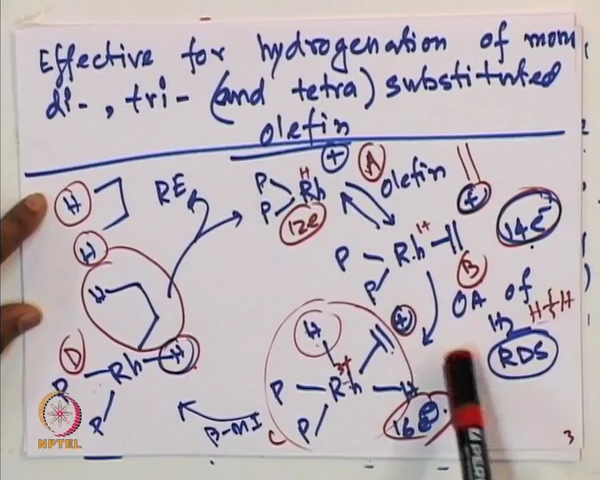 Effective for hydrogenation of mono
di-, tri- (and tetra) substituted
olefin
H
H
RE
P
P
Rh
H
+
12e
A
olefin
+
14e-
P
P
Rh
1+
B
OA of
H2
H-H
RDS
H
D
P
P
Rh
H
β-MI
H
P
P
Rh
3+
H
+
16e-
C
NPTEL
3